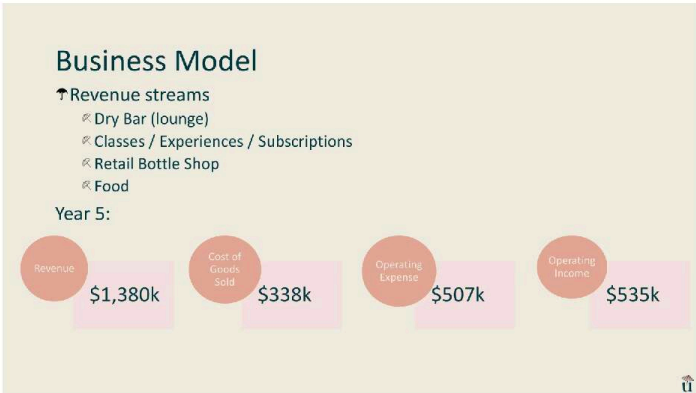 Business Model
Revenue streams
Dry Bar (lounge)
Classes / Experiences / Subscriptions
Retail Bottle Shop
Food
Year 5:
Revenue
$1,380k
Cost of
Goods
Sold
$338k
Operating
Expense
$507k
Operating
Income
$535k
u